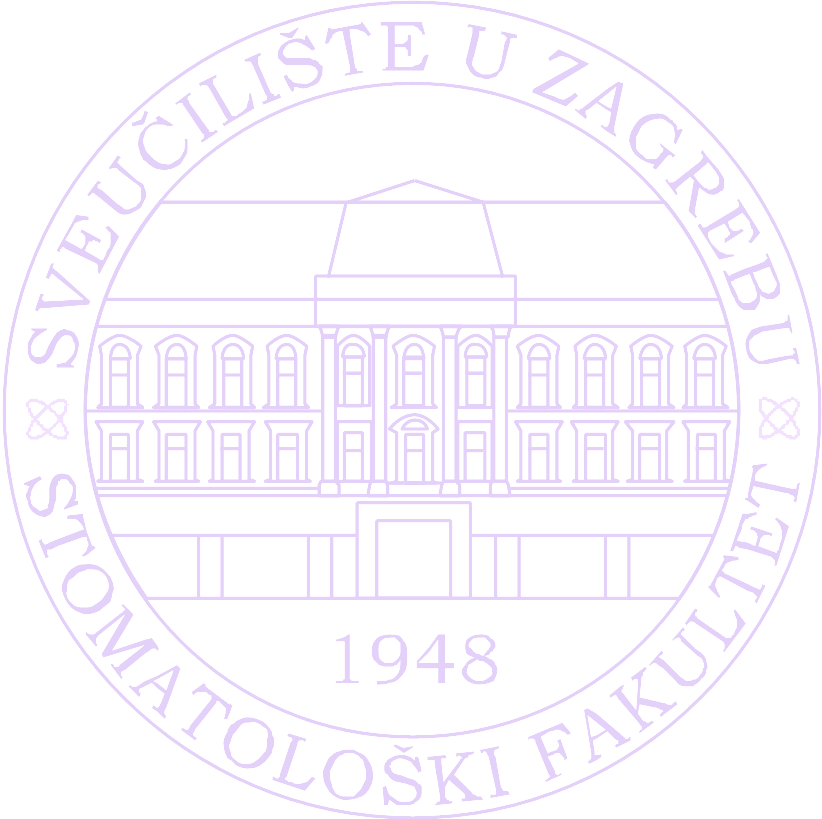 SVEUČILIŠTE U ZAGREBU
1948
STOMATOLOŠKI FAKULTET